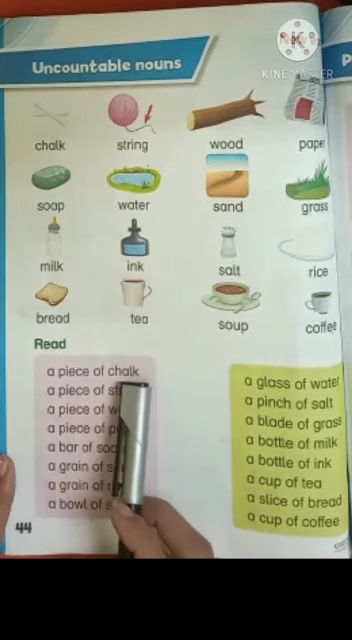 Uncountable nouns
KINEMASTER
chalk
string
wood
paper
soap
water
sand
grass
milk
ink
salt
rice
bread
tea
soup
coffee
Read
a piece of chalk
a piece of
a piece of
a piece of
a bar of
a grain of
a grain of
a bowl of
a glass of water
a pinch of salt
a blade of grass
a bottle of milk
a bottle of ink
a cup of tea
a slice of bread
a cup of coffee
44